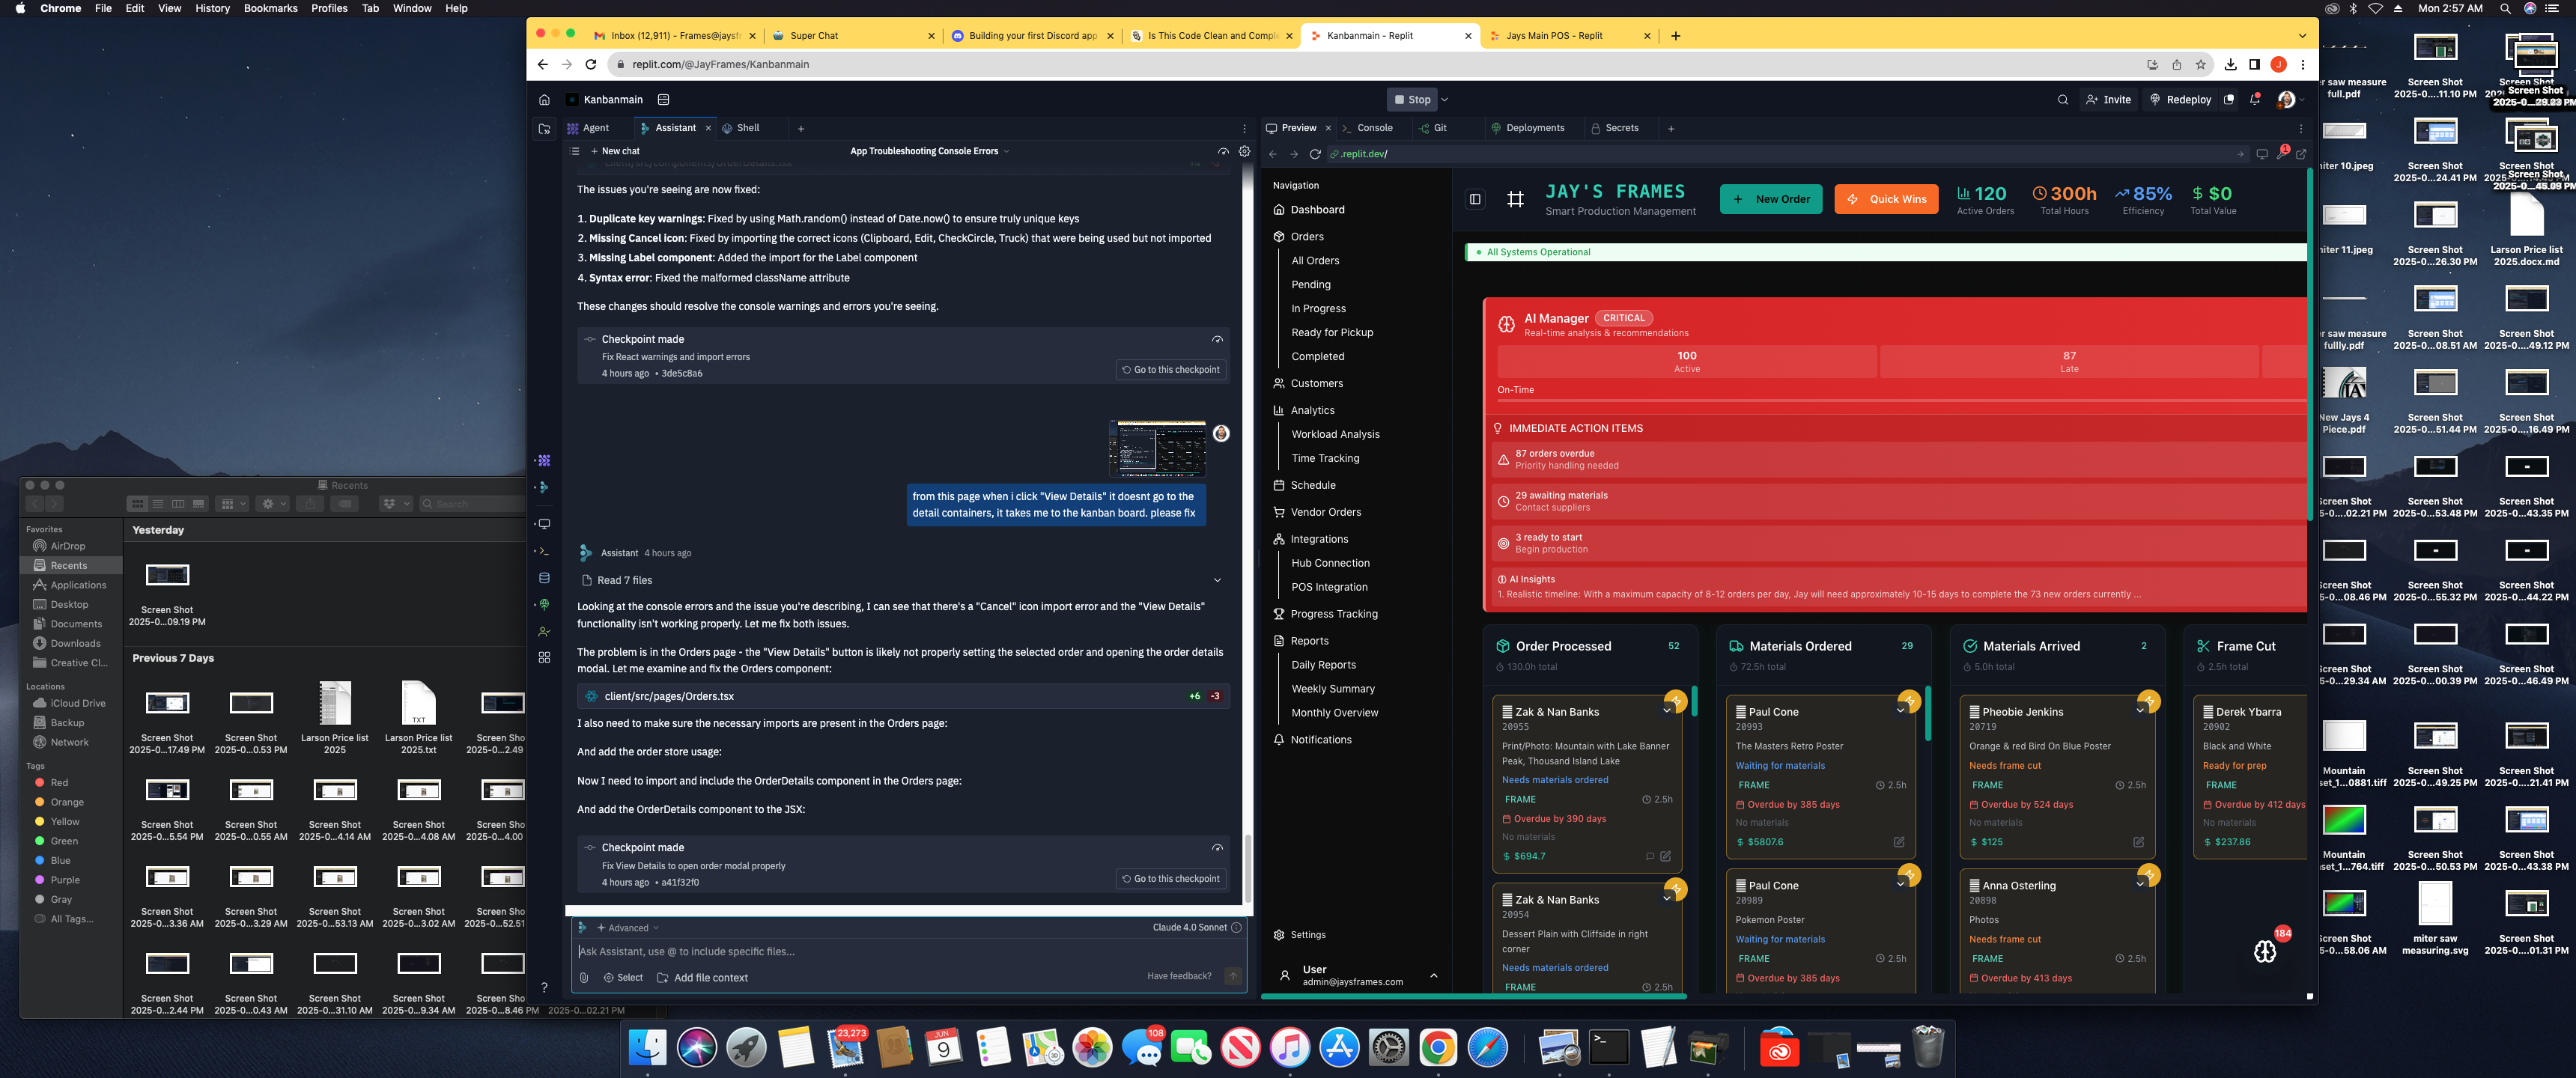 Chrome File Edit View History Bookmarks Profiles Tab Window Help
Mon 2:57 AM
Inbox (12,911) - Frames@jaysfr
Super Chat
Building your first Discord app
Is This Code Clean and Comple
Kanbanmain - Replit
Jays Main POS - Replit
replit.com/@JayFrames/Kanbanmain
J
Kanbanmain
Stop
Invite
Redeploy
Agent
Assistant
Shell
Preview
Console
Git
Deployments
Secrets
New chat
App Troubleshooting Console Errors
.replit.dev/
1
client/src/components/OrderDetails.tsx
The issues you're seeing are now fixed:
1. Duplicate key warnings: Fixed by using Math.random() instead of Date.now() to ensure truly unique keys
2. Missing Cancel icon: Fixed by importing the correct icons (Clipboard, Edit, CheckCircle, Truck) that were being used but not imported
3. Missing Label component: Added the import for the Label component
4. Syntax error: Fixed the malformed className attribute
These changes should resolve the console warnings and errors you're seeing.
Checkpoint made
Fix React warnings and import errors
4 hours ago • 3de5c8a6
Go to this checkpoint
from this page when i click "View Details" it doesnt go to the
detail containers, it takes me to the kanban board. please fix
Assistant 4 hours ago
Read 7 files
Looking at the console errors and the issue you're describing, I can see that there's a "Cancel" icon import error and the "View Details"
functionality isn't working properly. Let me fix both issues.
The problem is in the Orders page - the "View Details" button is likely not properly setting the selected order and opening the order details
modal. Let me examine and fix the Orders component:
client/src/pages/Orders.tsx +6 -3
I also need to make sure the necessary imports are present in the Orders page:
And add the order store usage:
Now I need to import and include the OrderDetails component in the Orders page:
And add the OrderDetails component to the JSX:
Checkpoint made
Fix View Details to open order modal properly
4 hours ago • a41f32f0
Go to this checkpoint
Advanced
Claude 4.0 Sonnet
Ask Assistant, use @ to include specific files...
Select
Add file context
Have feedback?
Navigation
Dashboard
Orders
All Orders
Pending
In Progress
Ready for Pickup
Completed
Customers
Analytics
Workload Analysis
Time Tracking
Schedule
Vendor Orders
Integrations
Hub Connection
POS Integration
Progress Tracking
Reports
Daily Reports
Weekly Summary
Monthly Overview
Notifications
Settings
User
admin@jaysframes.com
JAY'S FRAMES
Smart Production Management
New Order
Quick Wins
120
Active Orders
300h
Total Hours
85%
Efficiency
$0
Total Value
All Systems Operational
AI Manager CRITICAL
Real-time analysis & recommendations
100
Active
87
Late
On-Time
IMMEDIATE ACTION ITEMS
87 orders overdue
Priority handling needed
29 awaiting materials
Contact suppliers
3 ready to start
Begin production
AI Insights
1. Realistic timeline: With a maximum capacity of 8-12 orders per day, Jay will need approximately 10-15 days to complete the 73 new orders currently ...
Order Processed 52
130.0h total
Zak & Nan Banks
20955
Print/Photo: Mountain with Lake Banner
Peak, Thousand Island Lake
Needs materials ordered
FRAME 2.5h
Overdue by 390 days
No materials
$694.7
Zak & Nan Banks
20954
Dessert Plain with Cliffside in right
corner
Needs materials ordered
FRAME 2.5h
Materials Ordered 29
72.5h total
Paul Cone
20993
The Masters Retro Poster
Waiting for materials
FRAME 2.5h
Overdue by 385 days
No materials
$5807.6
Paul Cone
20989
Pokemon Poster
Waiting for materials
FRAME 2.5h
Overdue by 385 days
Materials Arrived 2
5.0h total
Pheobie Jenkins
20719
Orange & red Bird On Blue Poster
Needs frame cut
FRAME 2.5h
Overdue by 524 days
No materials
$125
Anna Osterling
20898
Photos
Needs frame cut
FRAME 2.5h
Overdue by 413 days
Frame Cut
2.5h total
Derek Ybarra
20902
Black and White
Ready for prep
FRAME
Overdue by 412 days
No materials
$237.86
184
Recents
Search
Favorites
AirDrop
Recents
Applications
Desktop
Documents
Downloads
Creative Cl...
Locations
iCloud Drive
Backup
Network
Tags
Red
Orange
Yellow
Green
Blue
Purple
Gray
All Tags...
Yesterday
Screen Shot
2025-0...09.19 PM
Previous 7 Days
Screen Shot
2025-0...17.49 PM
Screen Shot
2025-0...0.53 PM
Larson Price list
2025
TXT
Larson Price list
2025.txt
Screen Sho
2025-0...2.49
Screen Shot
2025-0...5.54 PM
Screen Shot
2025-0...0.55 AM
Screen Shot
2025-0...4.14 AM
Screen Shot
2025-0...4.08 AM
Screen Sho
2025-0...4.00
Screen Shot
2025-0...3.36 AM
Screen Shot
2025-0...29 AM
Screen Shot
2025-0...53.13 AM
Screen Shot
2025-0...3.02 AM
Screen Sho
2025-0...52.51
Screen Shot
2025-0...2.44 PM
Screen Shot
2025-0...0.43 AM
Screen Shot
2025-0...31.10 AM
Screen Shot
2025-0...9.34 AM
Screen Sho
2025-0...8.46 PM
2025-0...02.21 PM
er saw measure
full.pdf
Screen Shot
2025-0....11.10 PM
Screen Shot
2025-0...29.23 PM
niter 10.jpeg
Screen Shot
2025-0...24.41 PM
Screen Shot
2025-0...45.09 PM
niter 11.jpeg
Screen Shot
2025-0...26.30 PM
Larson Price list
2025.docx.md
r saw measure
fullly.pdf
Screen Shot
2025-0...08.51 AM
Screen Shot
2025-0....49.12 PM
New Jays 4
Piece.pdf
Screen Shot
2025-0...51.44 PM
Screen Shot
2025-0...16.49 PM
Screen Shot
5-0....02.21 PM
Screen Shot
2025-0...53.48 PM
Screen Shot
2025-0...43.35 PM
Screen Shot
5-0...08.46 PM
Screen Shot
2025-0...55.32 PM
Screen Shot
2025-0...44.22 PM
Screen Shot
5-0...29.34 AM
Screen Shot
2025-0...00.39 PM
Screen Shot
2025-0...46.49 PM
Mountain
set_1...0881.tiff
Screen Shot
2025-0...49.25 PM
Screen Shot
2025-0...21.41 PM
Mountain
set_1...764.tiff
Screen Shot
2025-0...50.53 PM
Screen Shot
2025-0...43.38 PM
Screen Shot
5-0...58.06 AM
miter saw
measuring.svg
Screen Shot
2025-0...01.31 PM
23,273
JUN
9
108